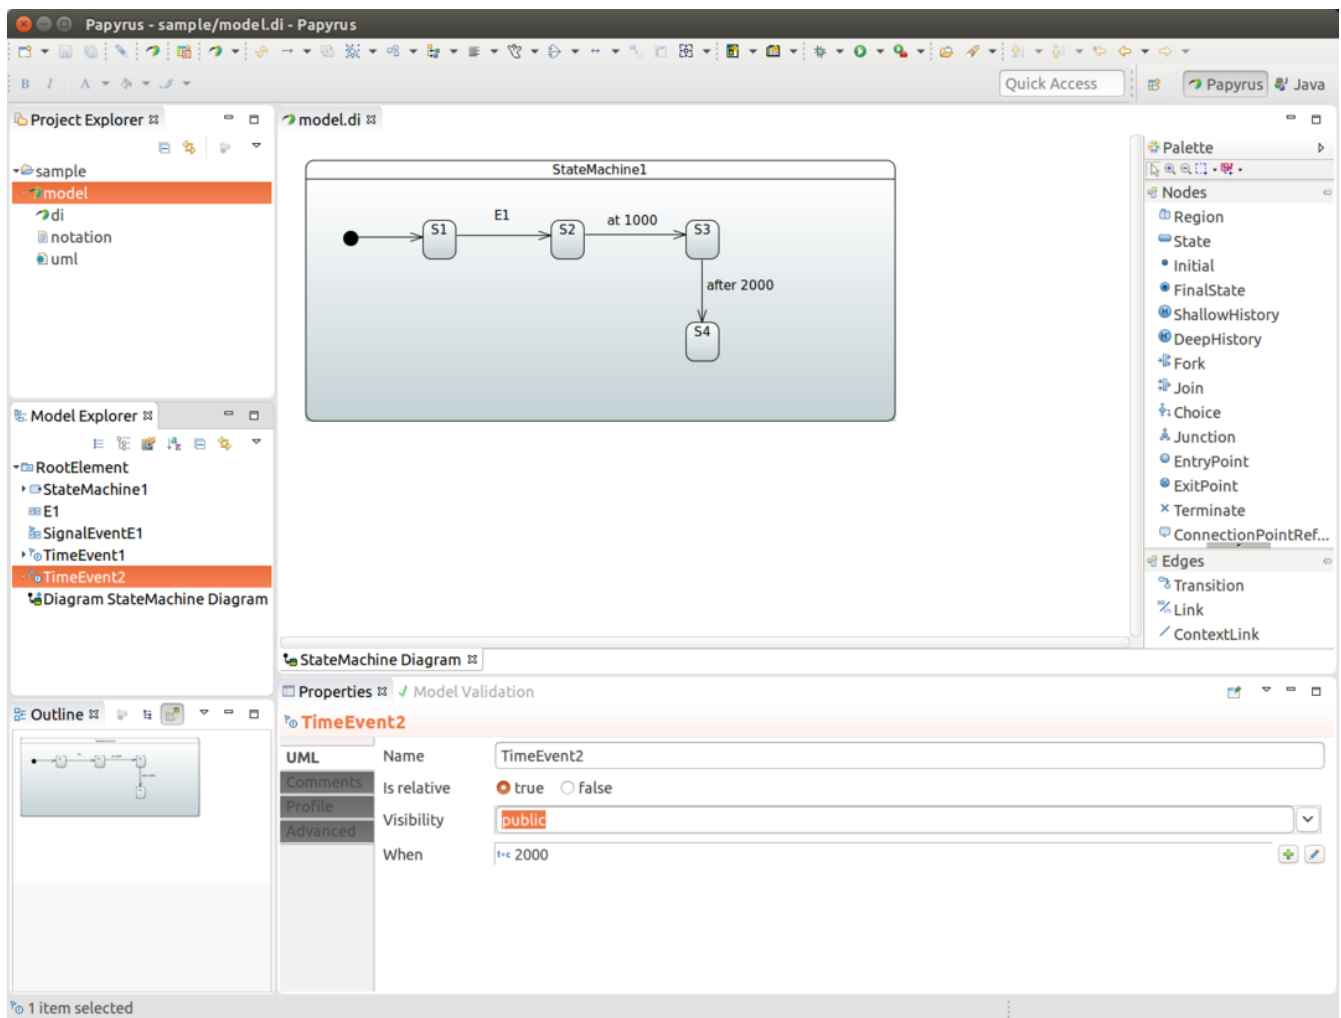 Papyrus - sample/model.di - Papyrus
B I A
Quick Access
Papyrus
Java
Project Explorer
sample
model
di
notation
uml
Model Explorer
RootElement
StateMachine1
E1
SignalEventE1
TimeEvent1
TimeEvent2
Diagram StateMachine Diagram
Outline
model.di
StateMachine1
S1
E1
S2
at 1000
S3
after 2000
S4
StateMachine Diagram
Palette
Nodes
Region
State
Initial
FinalState
ShallowHistory
DeepHistory
Fork
Join
Choice
Junction
EntryPoint
ExitPoint
Terminate
ConnectionPointRef...
Edges
Transition
Link
ContextLink
Properties
Model Validation
TimeEvent2
UML
Comments
Profile
Advanced
Name
TimeEvent2
Is relative
true
false
Visibility
public
When
2000
1 item selected